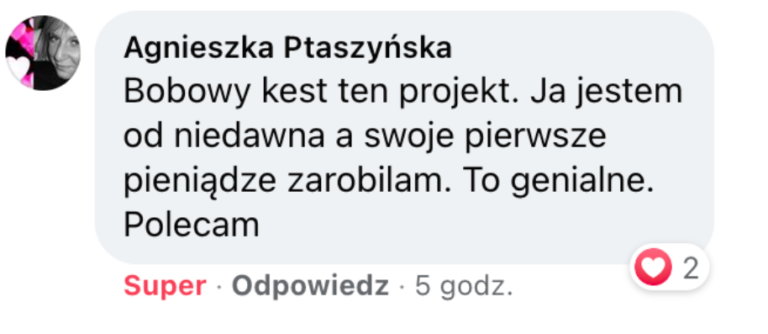 Agnieszka Ptaszyńska
Bobowy kest ten projekt. Ja jestem
od niedawna a swoje pierwsze
pieniądze zarobilam. To genialne.
Polecam
2
Super · Odpowiedz · 5 godz.